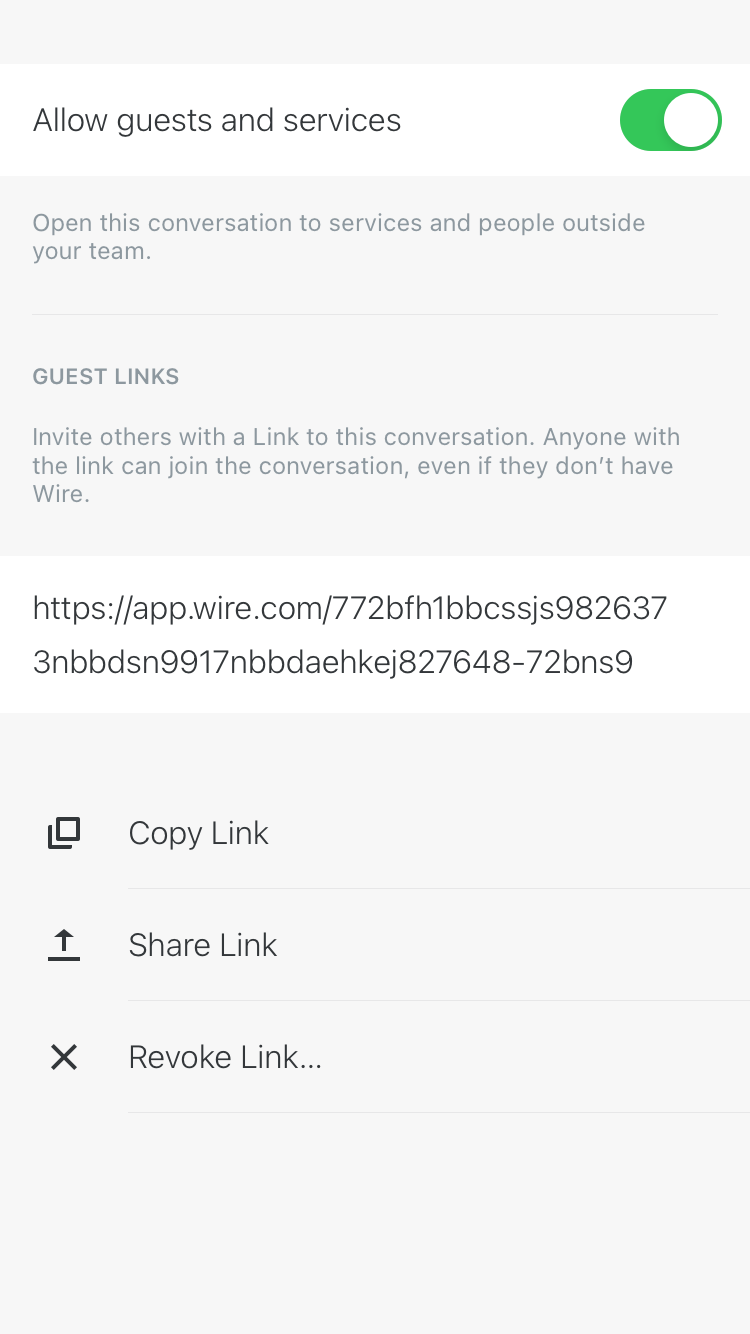 Allow guests and services
Open this conversation to services and people outside
your team.
GUEST LINKS
Invite others with a Link to this conversation. Anyone with
the link can join the conversation, even if they don’t have
Wire.
https://app.wire.com/772bfh1bbcssjs982637
3nbbdsn9917nbbdaehkej827648-72bns9
Copy Link
Share Link
Revoke Link...